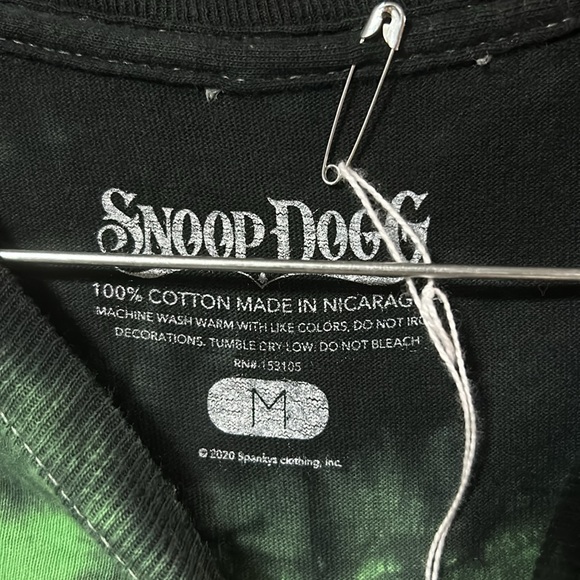 SNOOP DOGG
100% COTTON MADE IN NICARAG
MACHINE WASH WARM WITH LIKE COLORS, DO NOT IRO
DECORATIONS. TUMBLE DRY LOW. DO NOT BLEACH
RN#·153105
M
© 2020 Spankys clothing, inc.